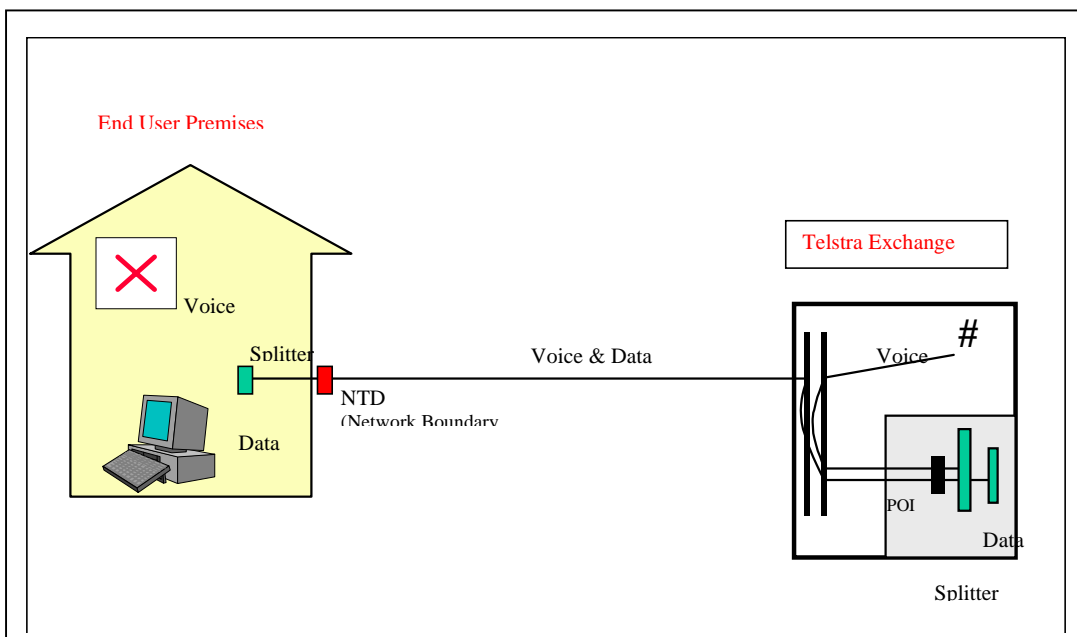 End User Premises
Telstra Exchange
Voice
#
Splitter
Voice & Data
Voice
NTD
(Network Boundary
Data
POI
Data
Splitter